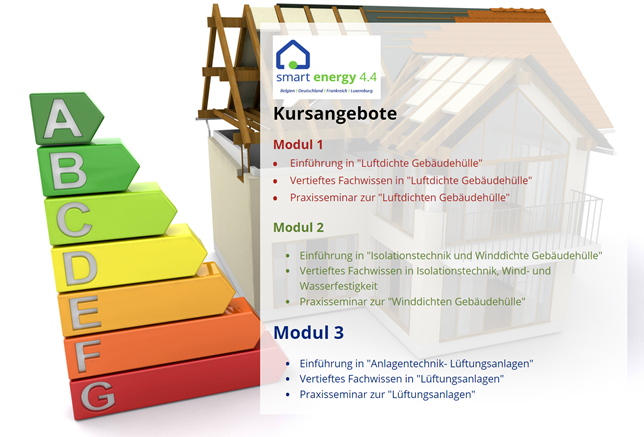 smart energy 4.4
Belgien | Deutschland | Frankreich | Luxemburg
Kursangebote
Modul 1
• Einführung in "Luftdichte Gebäudehülle"
• Vertieftes Fachwissen in "Luftdichte Gebäudehülle"
• Praxisseminar zur "Luftdichten Gebäudehülle"
Modul 2
• Einführung in "Isolationstechnik und Winddichte Gebäudehülle"
• Vertieftes Fachwissen in Isolationstechnik, Wind- und
Wasserfestigkeit
• Praxisseminar zur "Winddichten Gebäudehülle"
Modul 3
• Einführung in "Anlagentechnik- Lüftungsanlagen"
• Vertieftes Fachwissen in "Lüftungsanlagen"
• Praxisseminar zur "Lüftungsanlagen"
A
B
C
D
E
F
G